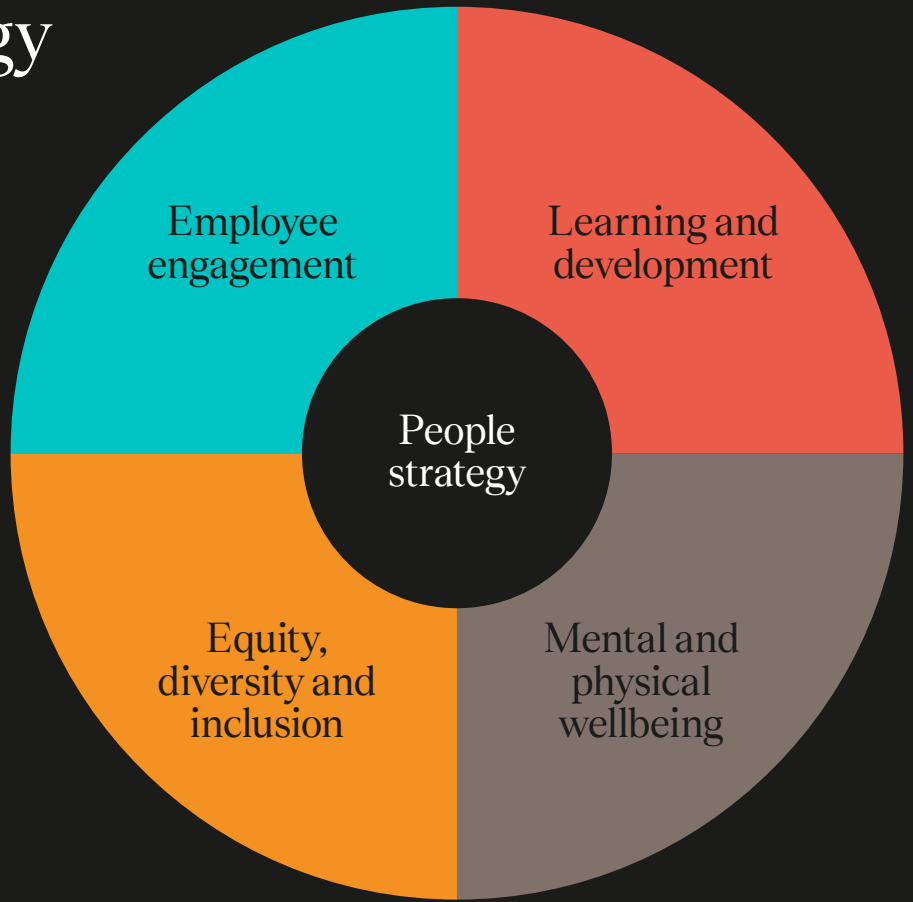 gy
Employee
engagement
Learning and
development
People
strategy
Equity,
diversity and
inclusion
Mental and
physical
wellbeing